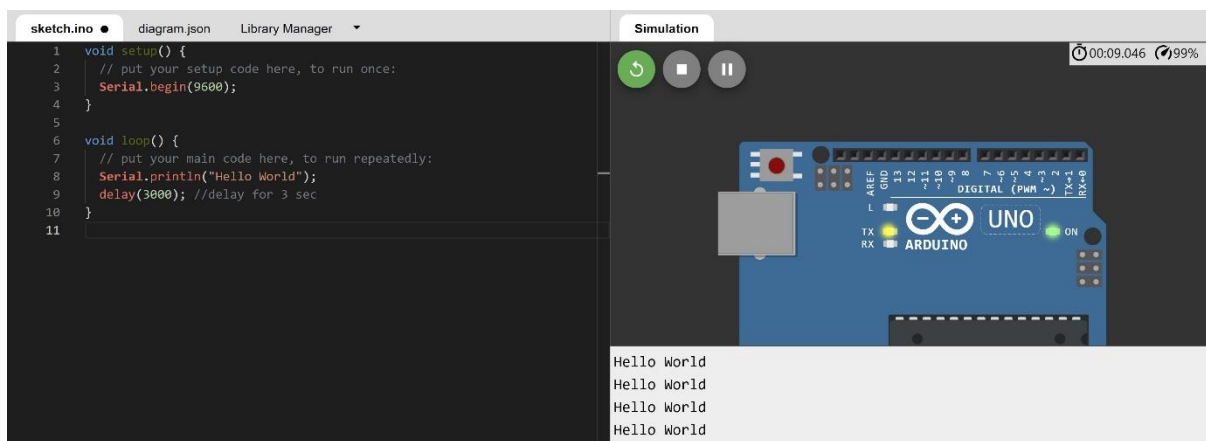 sketch.ino ● diagram.json Library Manager
1 void setup() {
2 // put your setup code here, to run once:
3 Serial.begin(9600);
4 }
5
6 void loop() {
7 // put your main code here, to run repeatedly:
8 Serial.println("Hello World");
9 delay(3000); //delay for 3 sec
10 }
11
Simulation
00:09.046 99%
AREF
GND
13
12
~11
~10
~9
8
7
~6
~5
4
~3
2
TX→1
RX←0
DIGITAL (PWM ~)
L
TX
RX
ARDUINO
UNO
ON
Hello World
Hello World
Hello World
Hello World